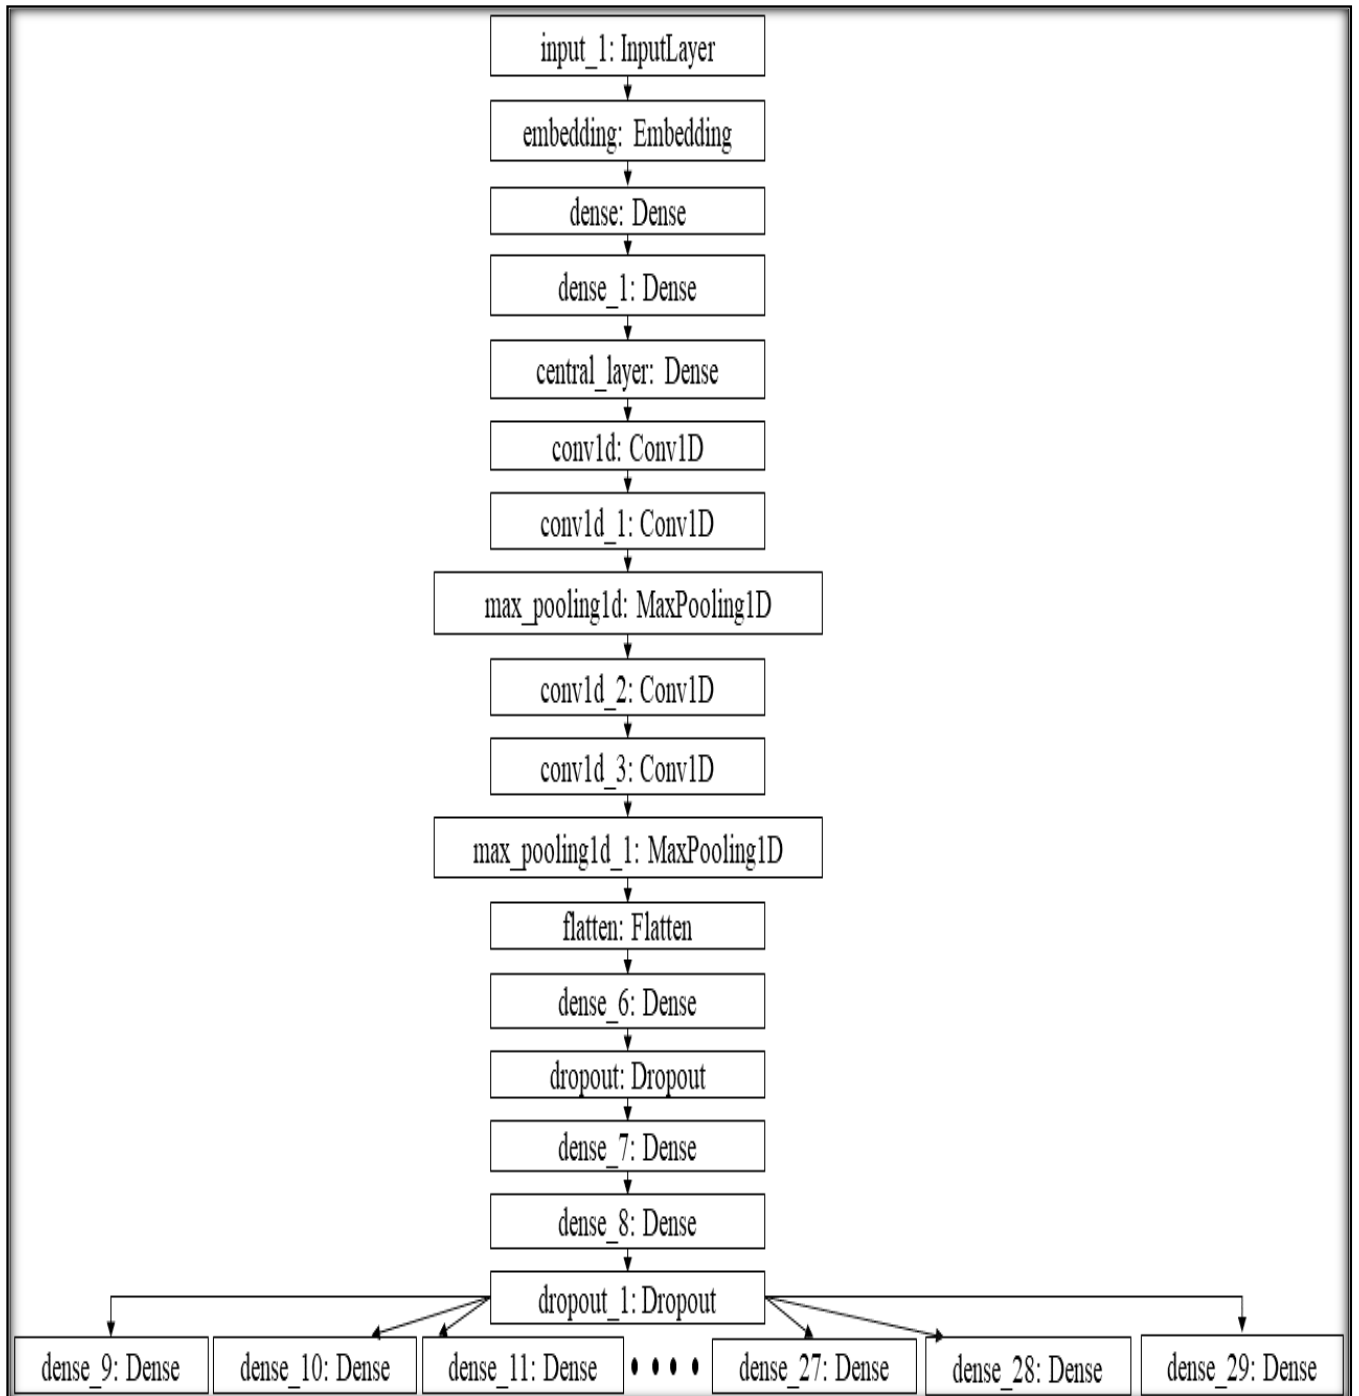 input_1: InputLayer
embedding: Embedding
dense: Dense
dense_1: Dense
central_layer: Dense
conv1d: Conv1D
conv1d_1: Conv1D
max_pooling1d: MaxPooling1D
conv1d_2: Conv1D
conv1d_3: Conv1D
max_pooling1d_1: MaxPooling1D
flatten: Flatten
dense_6: Dense
dropout: Dropout
dense_7: Dense
dense_8: Dense
dropout_1: Dropout
dense_9: Dense dense_10: Dense dense_11: Dense • • • • dense_27: Dense dense_28: Dense dense_29: Dense